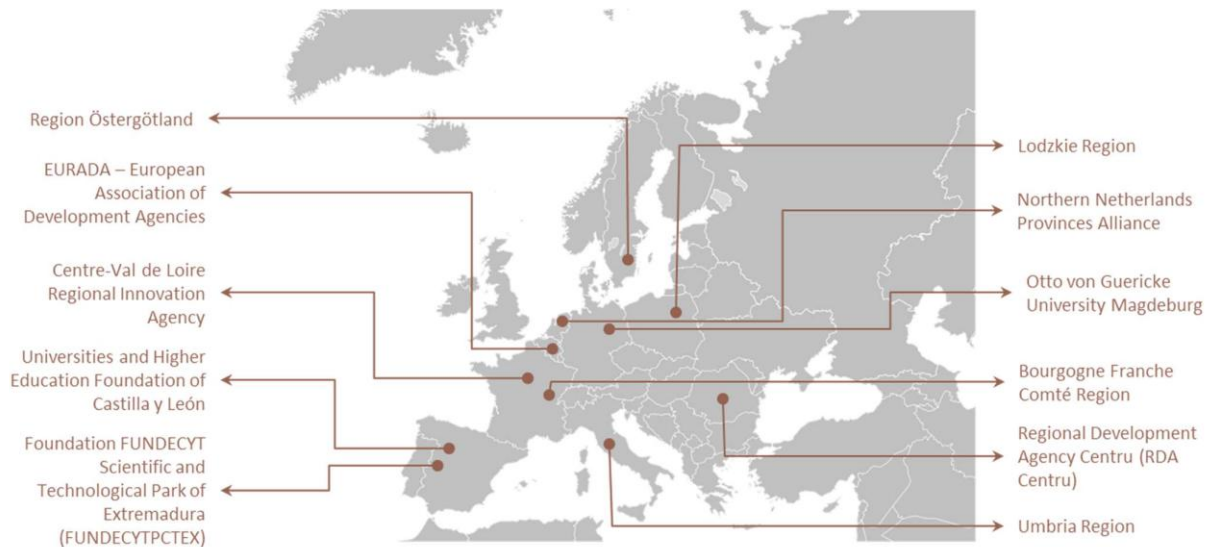 Region Östergötland
EURADA – European
Association of
Development Agencies
Centre-Val de Loire
Regional Innovation
Agency
Universities and Higher
Education Foundation of
Castilla y León
Foundation FUNDECYT
Scientific and
Technological Park of
Extremadura
(FUNDECYTPCTEX)
Lodzkie Region
Northern Netherlands
Provinces Alliance
Otto von Guericke
University Magdeburg
Bourgogne Franche
Comté Region
Regional Development
Agency Centru (RDA
Centru)
Umbria Region